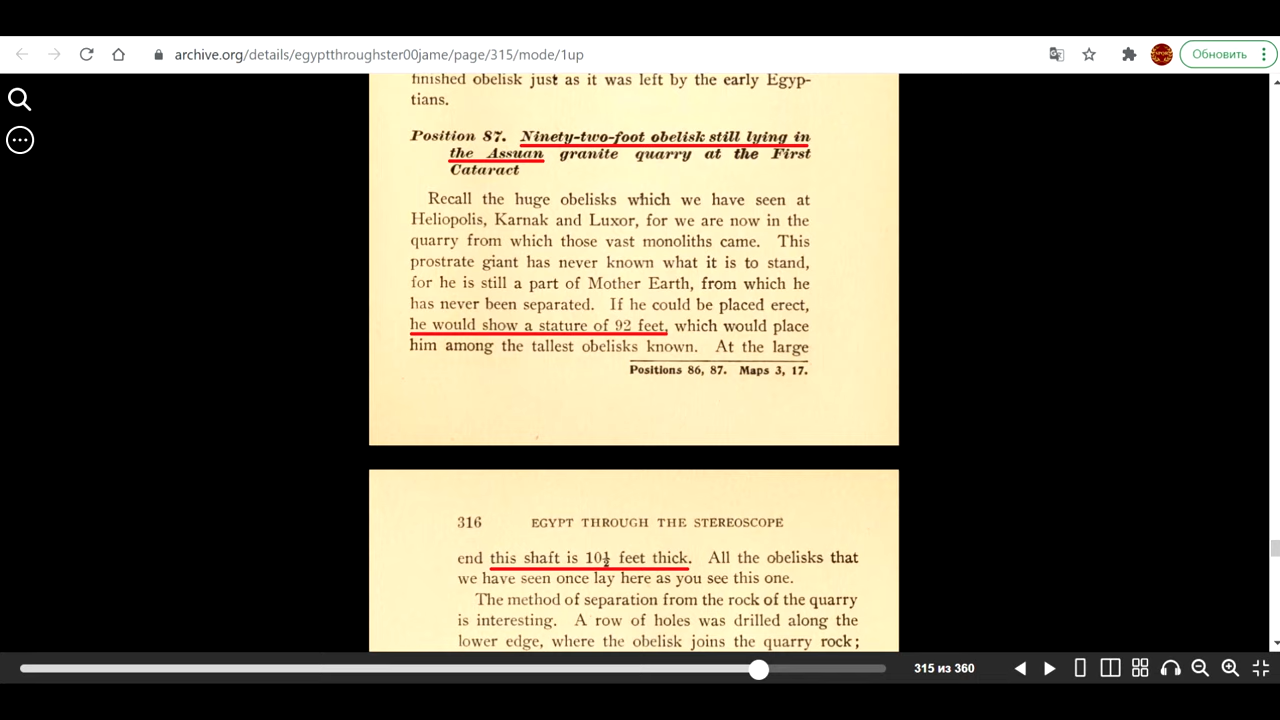 archive.org/details/egyptthroughster00jame/page/315/mode/1up
Обновить
finished obelisk just as it was left by the early Egyp-
tians.
Position 87. Ninety-two-foot obelisk still lying in
the Assuan granite quarry at the First
Cataract
Recall the huge obelisks which we have seen at
Heliopolis, Karnak and Luxor, for we are now in the
quarry from which those vast monoliths came. This
prostrate giant has never known what it is to stand,
for he is still a part of Mother Earth, from which he
has never been separated. If he could be placed erect,
he would show a stature of 92 feet, which would place
him among the tallest obelisks known. At the large
Positions 86, 87. Maps 3, 17.
316 EGYPT THROUGH THE STEREOSCOPE
end this shaft is 10½ feet thick. All the obelisks that
we have seen once lay here as you see this one.
The method of separation from the rock of the quarry
is interesting. A row of holes was drilled along the
lower edge, where the obelisk joins the quarry rock;
315 из 360